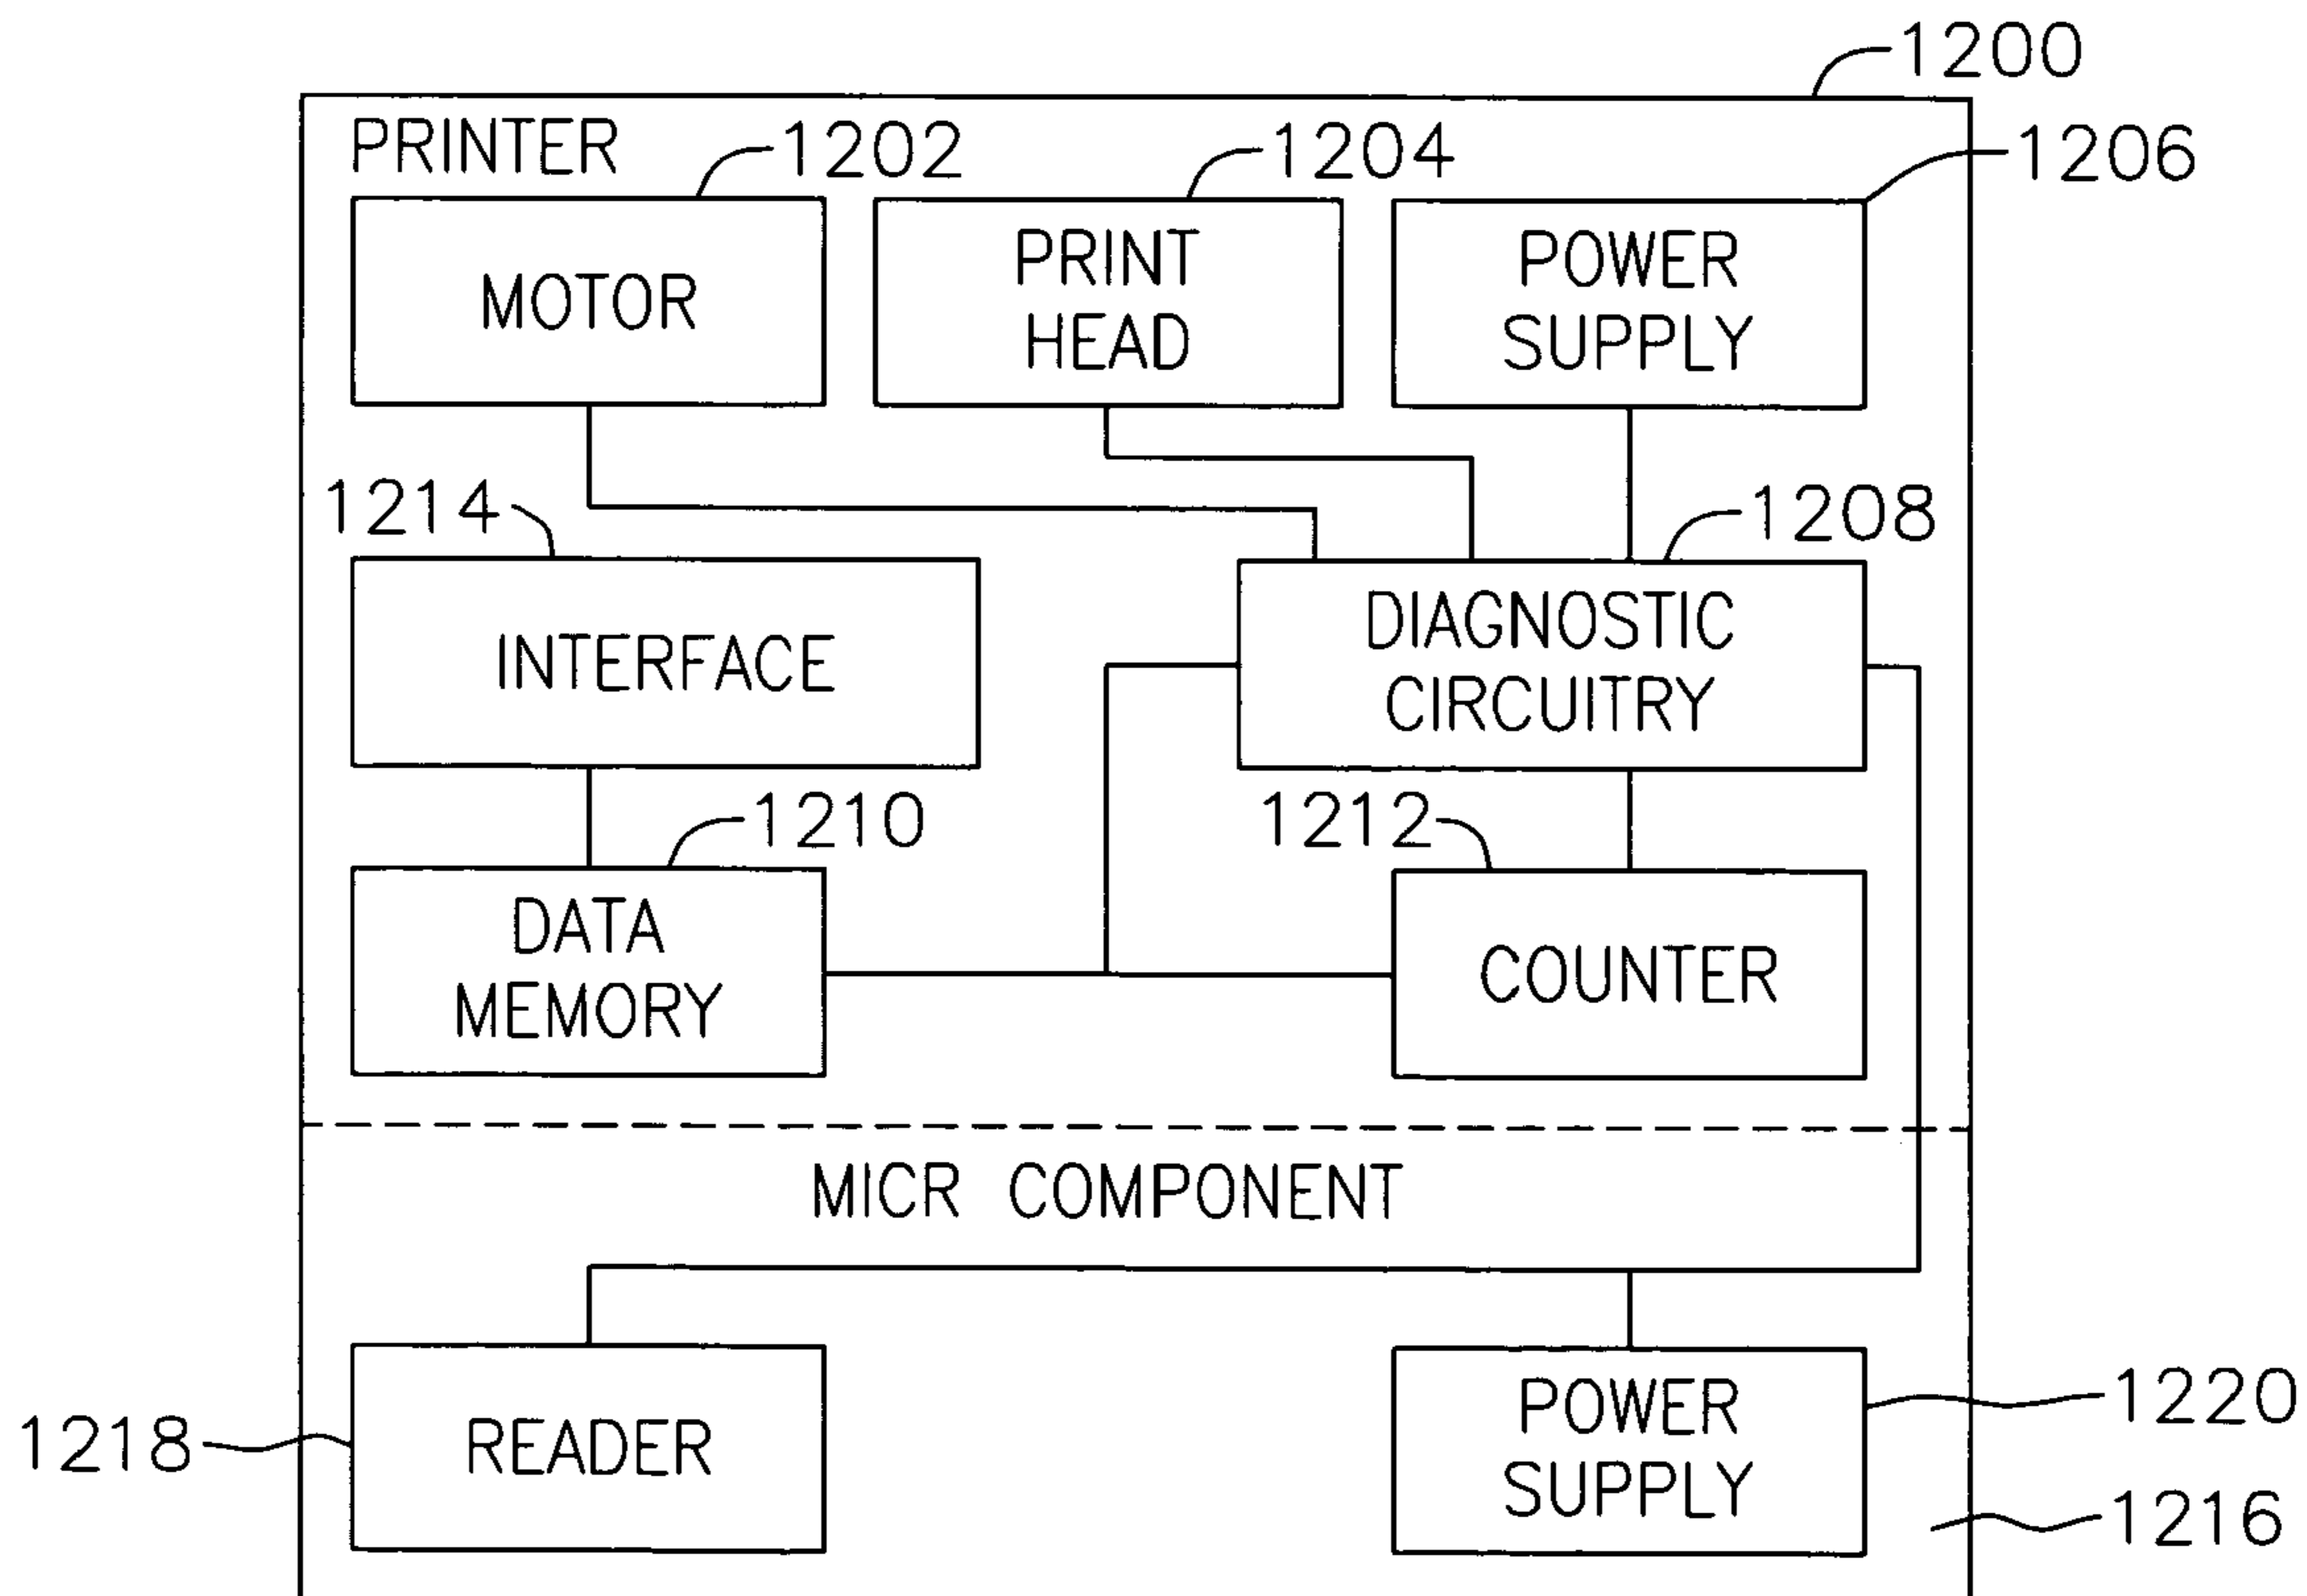 1200
PRINTER
1202
1204
1206
MOTOR
PRINT
HEAD
POWER
SUPPLY
1214
1208
INTERFACE
DIAGNOSTIC
CIRCUITRY
1210
1212
DATA
MEMORY
COUNTER
MICR COMPONENT
1218
READER
POWER
SUPPLY
1220
1216